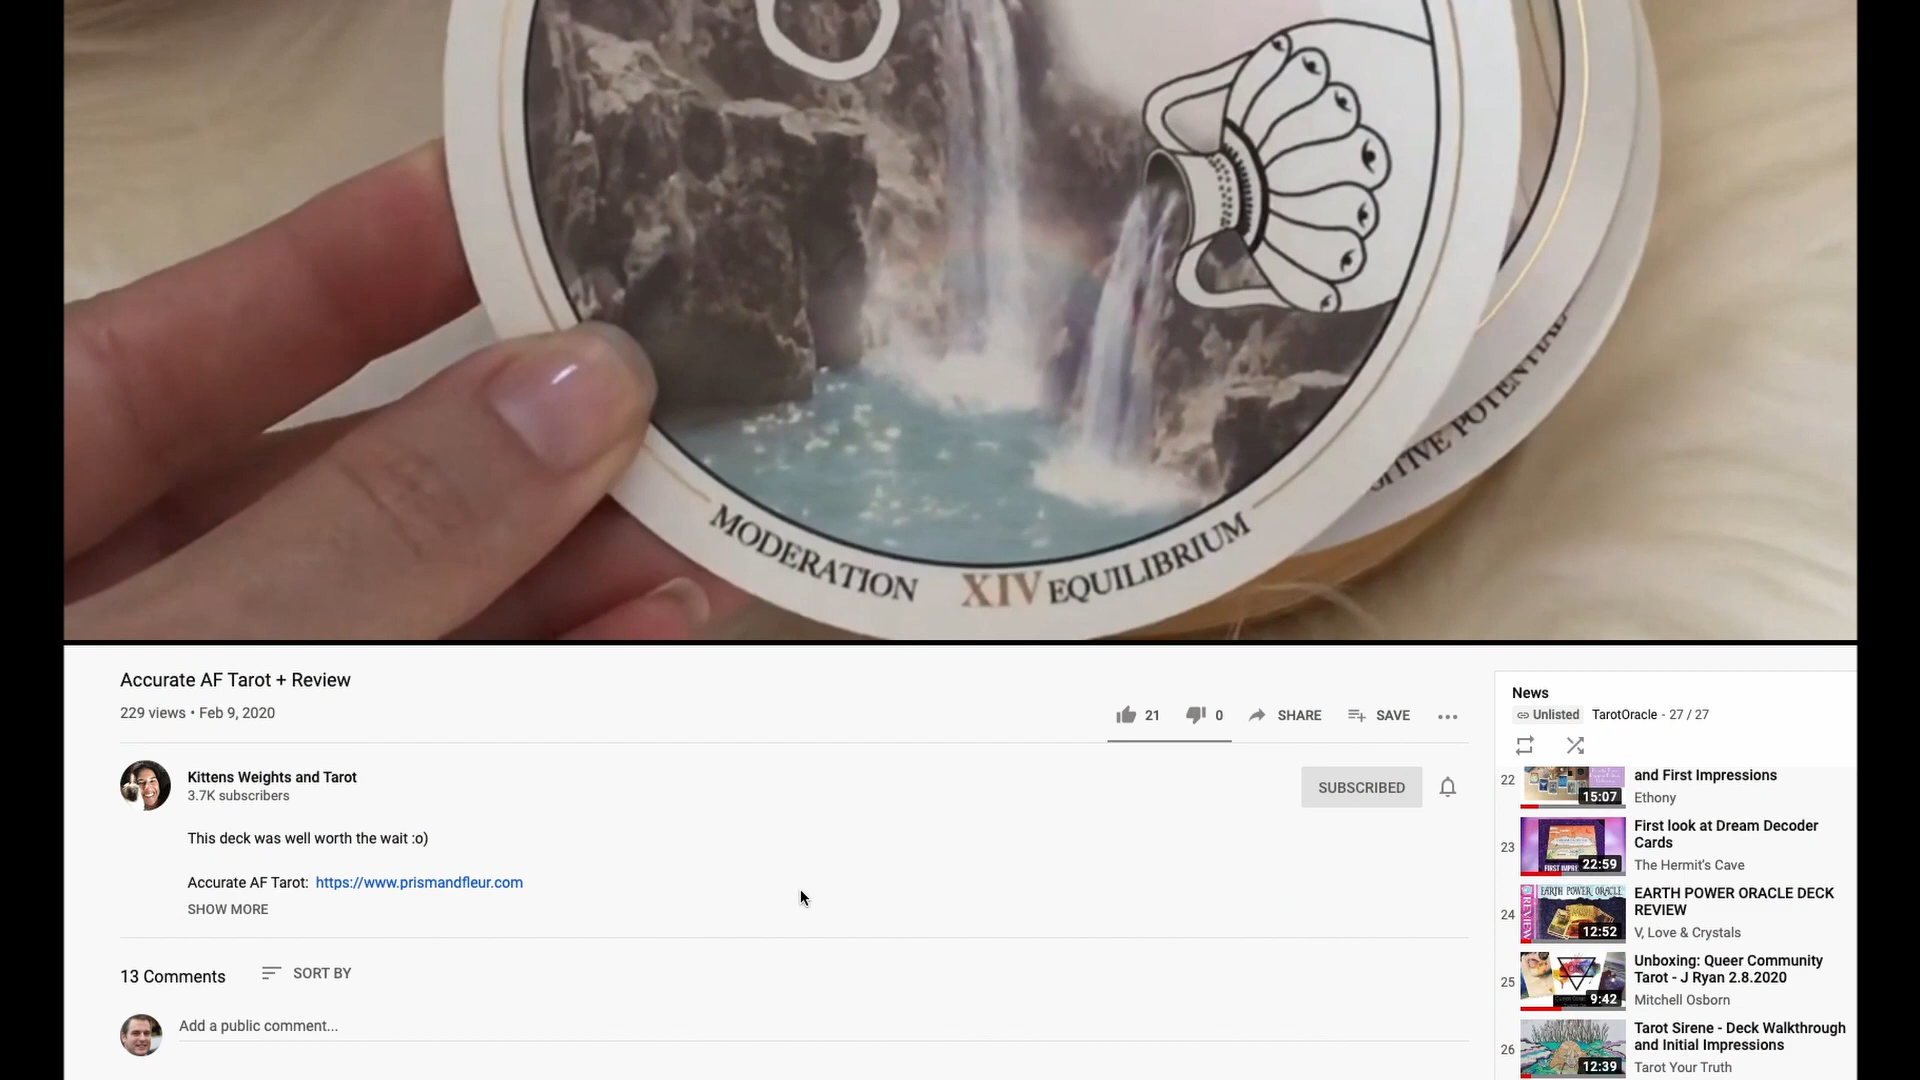 GITIVE POTENTIAL
MODERATION XIV EQUILIBRIUM
Accurate AF Tarot + Review
229 views • Feb 9, 2020
21
0
SHARE
SAVE
Kittens Weights and Tarot
3.7K subscribers
SUBSCRIBED
This deck was well worth the wait :o)
Accurate AF Tarot: https://www.prismandfleur.com
SHOW MORE
13 Comments
SORT BY
Add a public comment...
News
Unlisted TarotOracle - 27 / 27
22
15:07
and First Impressions
Ethony
23
22:59
First look at Dream Decoder
Cards
The Hermit's Cave
24
REVIEW
EARTH POWER ORACLE
12:52
EARTH POWER ORACLE DECK
REVIEW
V, Love & Crystals
25
9:42
Unboxing: Queer Community
Tarot - J Ryan 2.8.2020
Mitchell Osborn
26
12:39
Tarot Sirene - Deck Walkthrough
and Initial Impressions
Tarot Your Truth